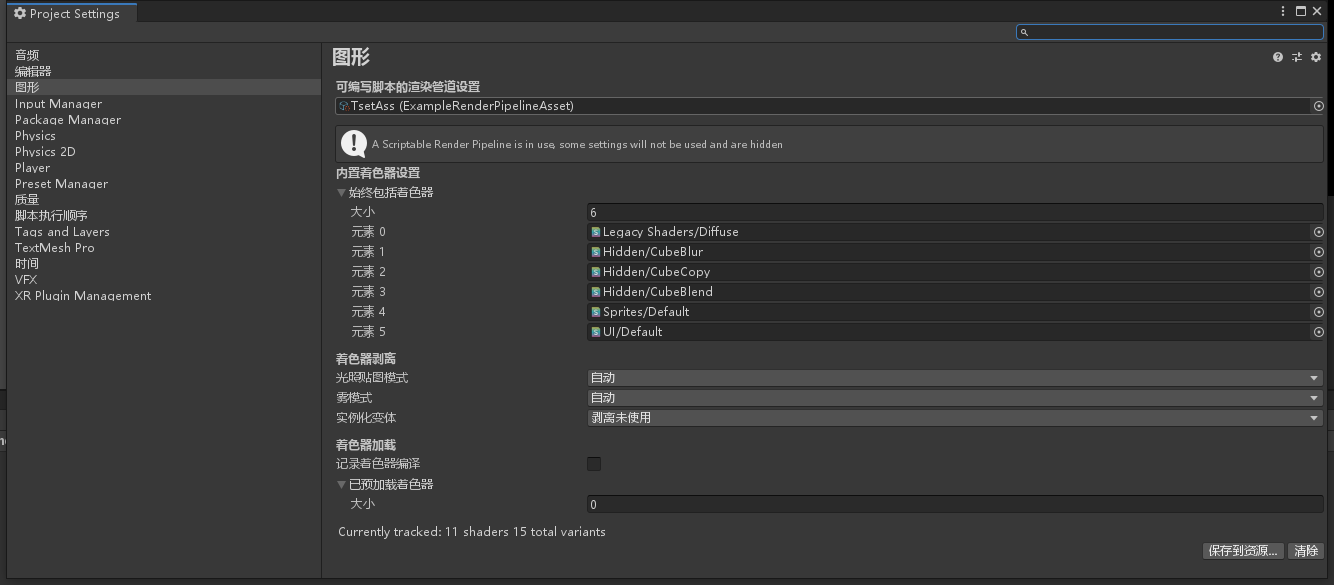 Project Settings
音频
编辑器
图形
Input Manager
Package Manager
Physics
Physics 2D
Player
Preset Manager
质量
脚本执行顺序
Tags and Layers
TextMesh Pro
时间
VFX
XR Plugin Management
图形
可编写脚本的渲染管道设置
TsetAss (ExampleRenderPipelineAsset)
A Scriptable Render Pipeline is in use, some settings will not be used and are hidden
内置着色器设置
始终包括着色器
大小 6
元素 0 Legacy Shaders/Diffuse
元素 1 Hidden/CubeBlur
元素 2 Hidden/CubeCopy
元素 3 Hidden/CubeBlend
元素 4 Sprites/Default
元素 5 UI/Default
着色器剥离
光照贴图模式 自动
雾模式 自动
实例化变体 剥离未使用
着色器加载
记录着色器编译
已预加载着色器
大小 0
Currently tracked: 11 shaders 15 total variants
保存到资源... 清除